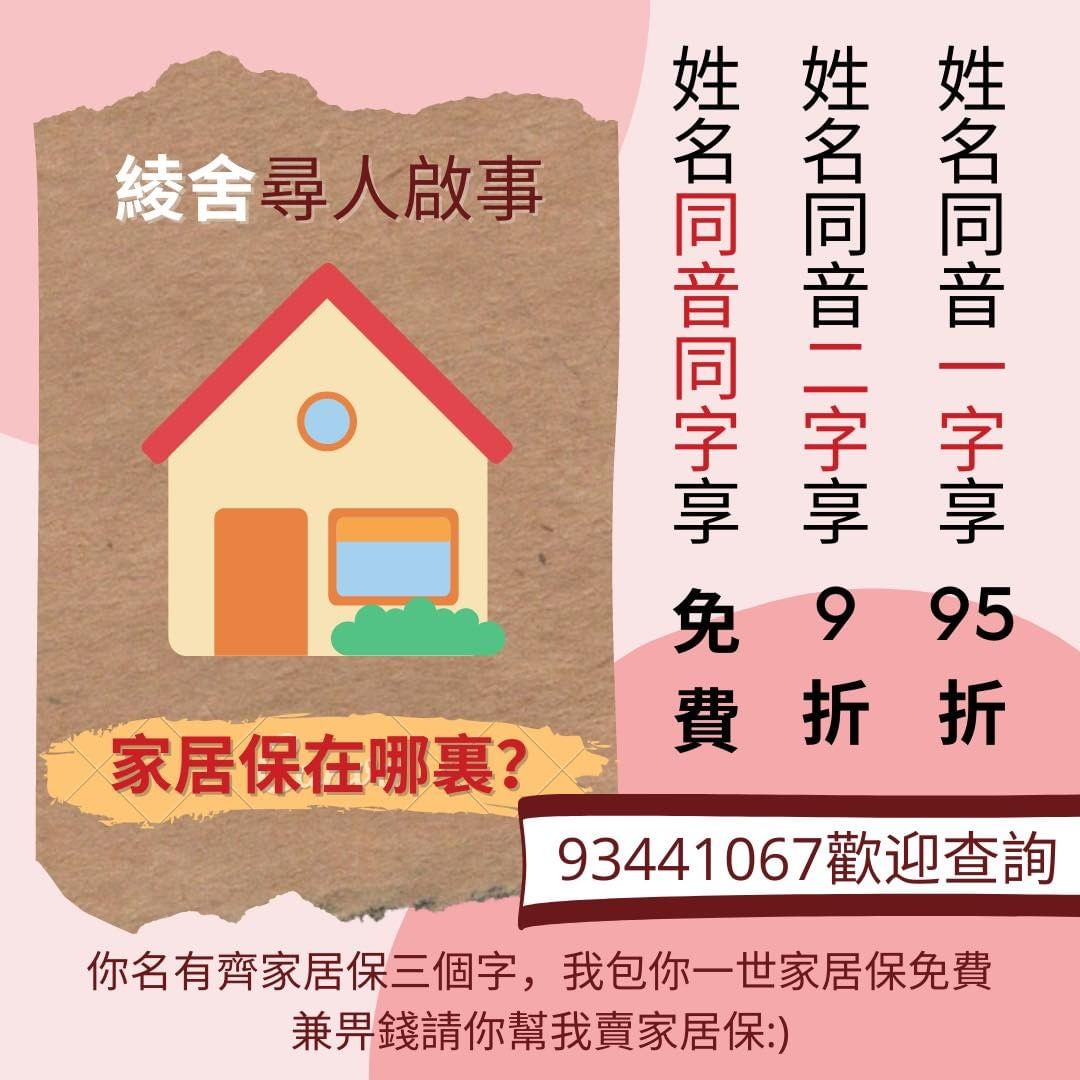 綾舍尋人啟事
家居保在哪裏?
姓名同音一字享95折
姓名同音二字享9折
姓名同音同字享免費
93441067歡迎查詢
你名有齊家居保三個字，我包你一世家居保免費
兼畀錢請你幫我賣家居保:)